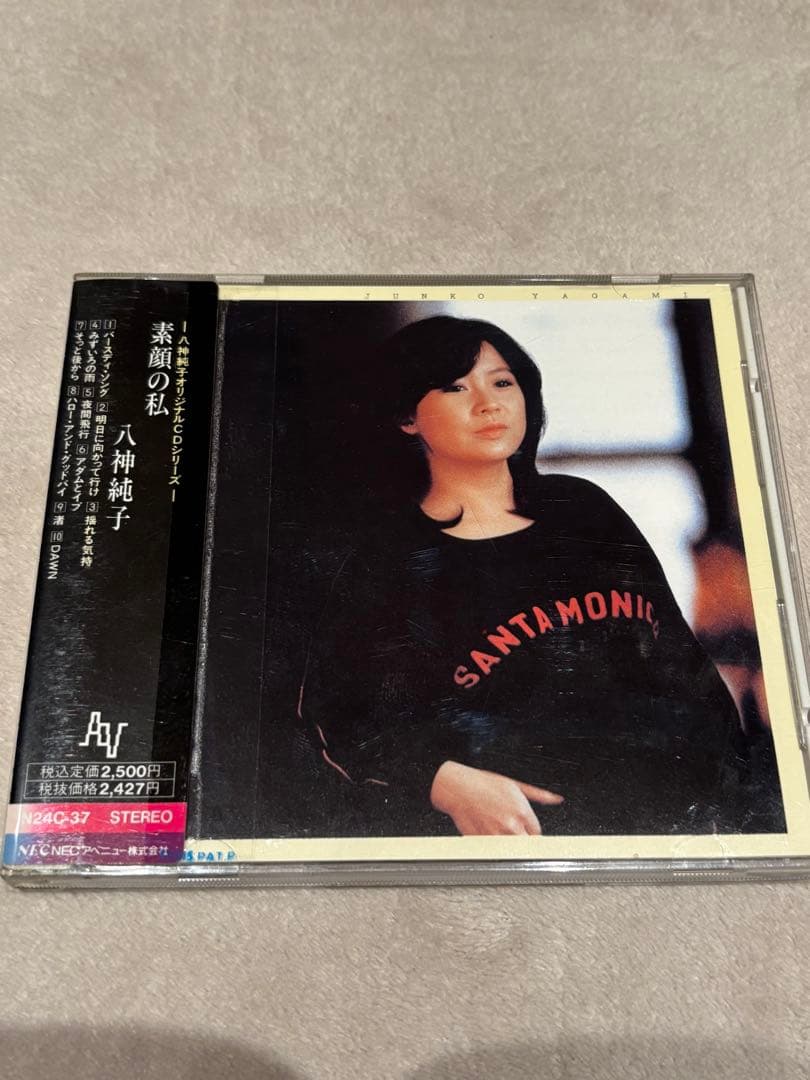 JUNKO YAGAMI
― 八神純子オリジナルCDシリーズ ―
素顔の私 八神純子
1 バースデイ・ソング 2 明日に向かって行け 3 揺れる気持
4 みずいろの雨 5 夜間飛行 6 アダムとイブ
7 そっと後から 8 ハロー・アンド・グッドバイ 9 渚 10 DAWN
SANTA MONICA
税込定価2,500円
税抜価格2,427円
N24C-37 STEREO
NEC NECアベニュー株式会社